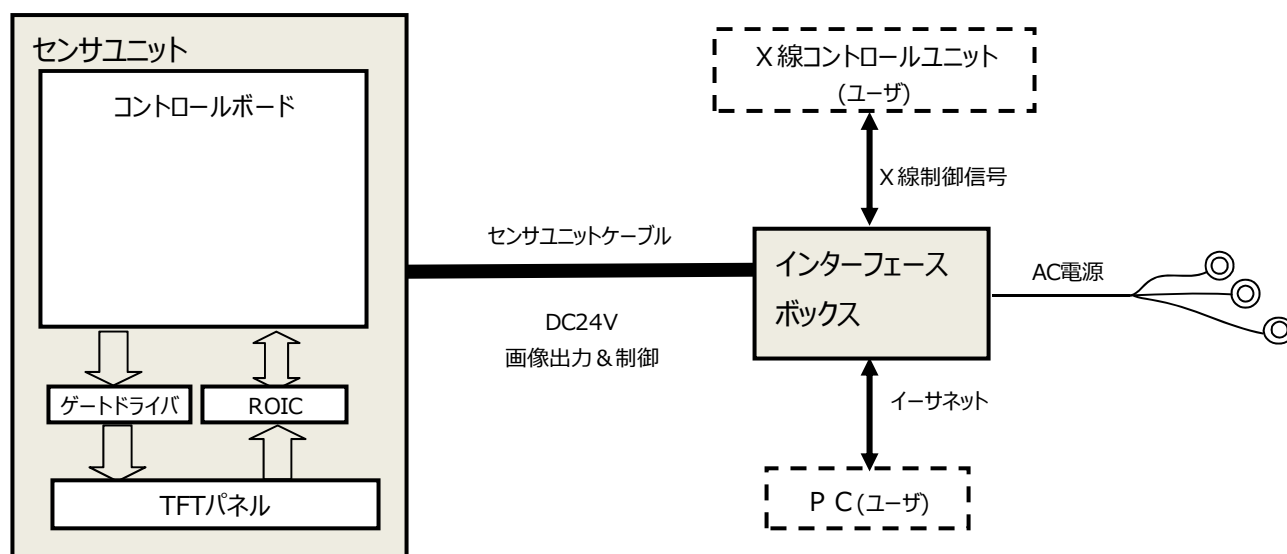 センサユニット
コントロールボード
ゲートドライバ
ROIC
TFTパネル
センサユニットケーブル
DC24V
画像出力＆制御
X線コントロールユニット
(ユーザ)
X線制御信号
インターフェース
ボックス
AC電源
イーサネット
ＰＣ(ユーザ)